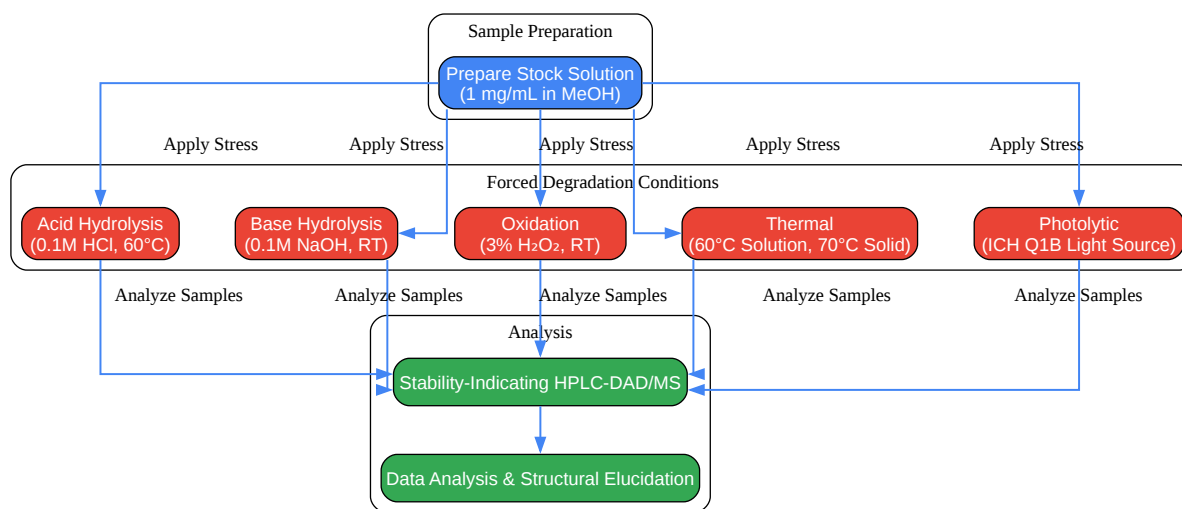 Sample Preparation
Prepare Stock Solution
(1 mg/mL in MeOH)
Apply Stress
Apply Stress
Apply Stress
Apply Stress
Apply Stress
Forced Degradation Conditions
Acid Hydrolysis
(0.1M HCl, 60°C)
Base Hydrolysis
(0.1M NaOH, RT)
Oxidation
(3% H₂O₂, RT)
Thermal
(60°C Solution, 70°C Solid)
Photolytic
(ICH Q1B Light Source)
Analyze Samples
Analyze Samples
Analyze Samples
Analyze Samples
Analyze Samples
Analysis
Stability-Indicating HPLC-DAD/MS
Data Analysis & Structural Elucidation